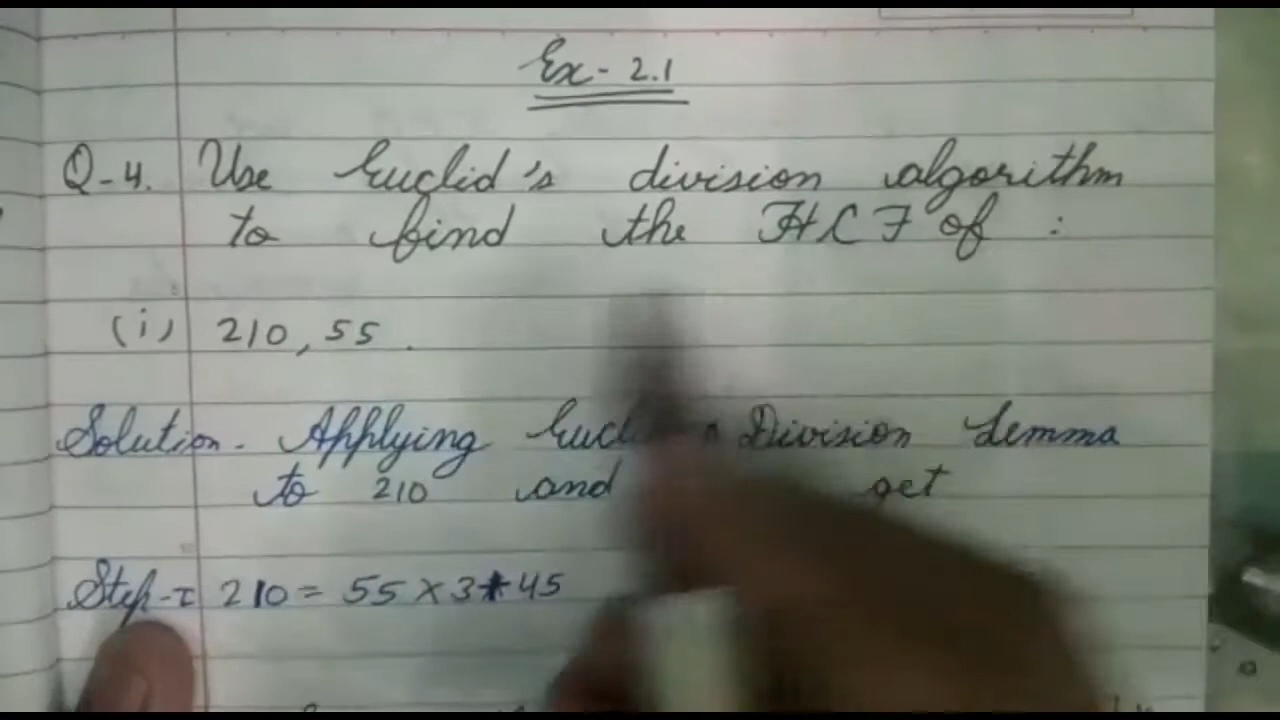 Ex- 2.1
Q-4. Use Euclid's division algorithm
to find the HCF of :
(i) 210, 55.
Solution- Applying Division Lemma
to 210 and get
Step-I 210 = 55 × 3 + 45